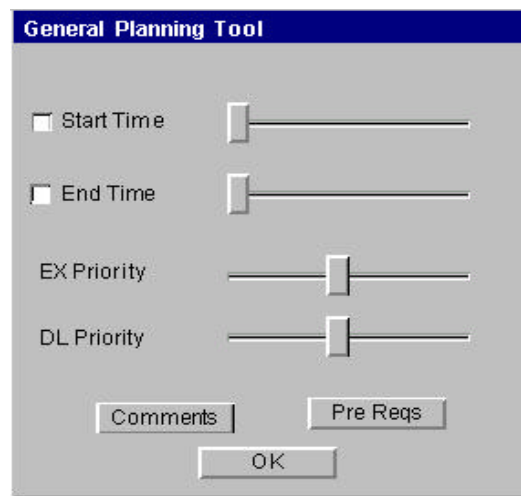 General Planning Tool
Start Time
End Time
EX Priority
DL Priority
Comments
Pre Reqs
OK